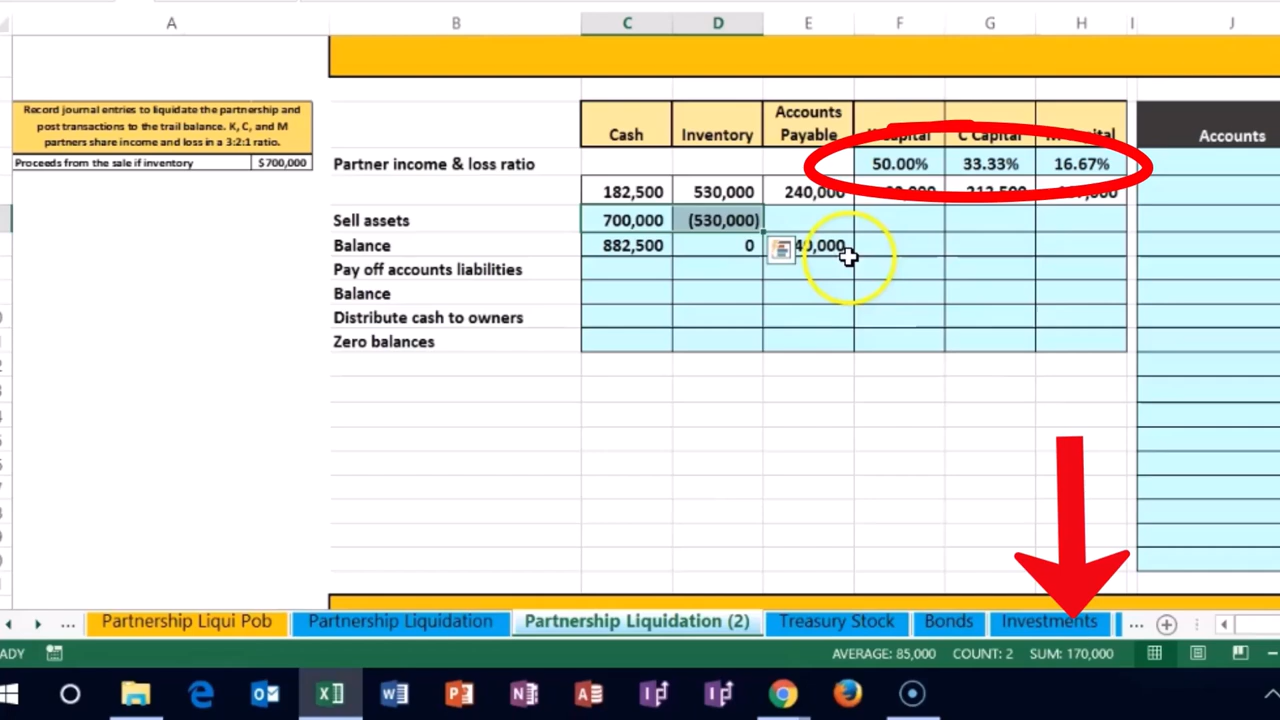 A B C D E F G H I J
Record journal entries to liquidate the partnership and
post transactions to the trail balance. K, C, and M
partners share income and loss in a 3:2:1 ratio.
Proceeds from the sale if inventory $700,000
Cash Inventory Accounts
Payable C Capital Accounts
Partner income & loss ratio 50.00% 33.33% 16.67%
182,500 530,000 240,000
Sell assets 700,000 (530,000)
Balance 882,500 0 40,000
Pay off accounts liabilities
Balance
Distribute cash to owners
Zero balances
... Partnership Liqui Pob Partnership Liquidation Partnership Liquidation (2) Treasury Stock Bonds Investments ...
ADY AVERAGE: 85,000 COUNT: 2 SUM: 170,000